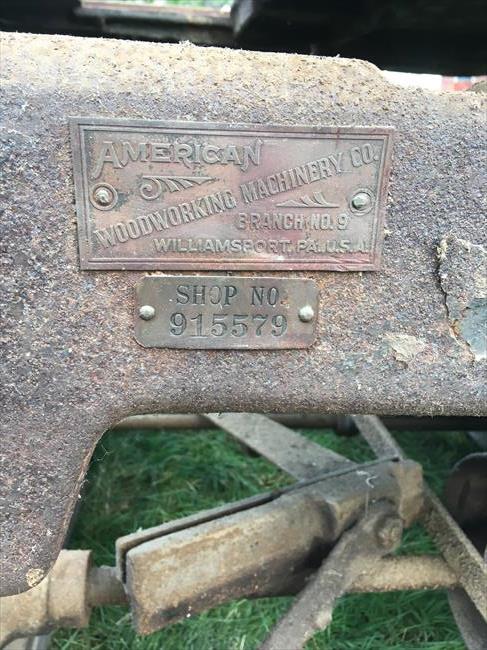 AMERICAN
WOODWORKING MACHINERY CO.
BRANCH NO. 9
WILLIAMSPORT, PA. U.S.A.
SHOP NO.
915579